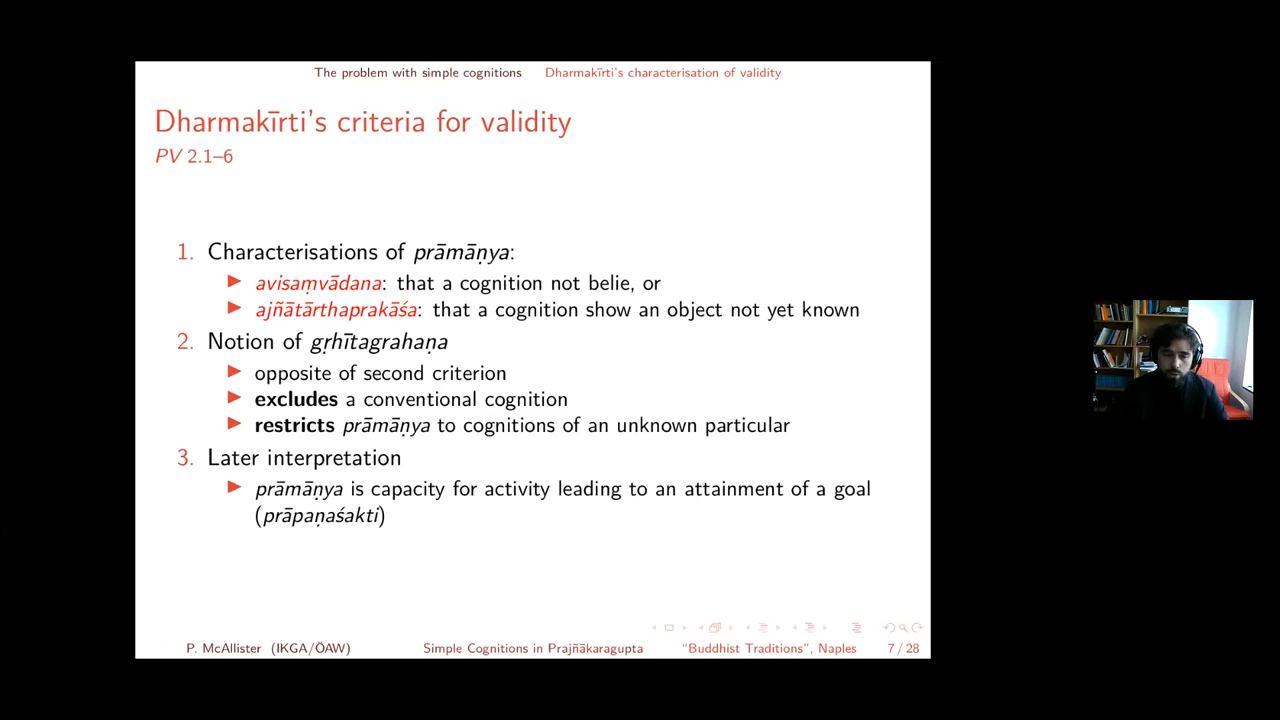 The problem with simple cognitions Dharmakīrti's characterisation of validity
Dharmakīrti's criteria for validity
PV 2.1–6
1. Characterisations of prāmāṇya:
▶ avisaṃvādana: that a cognition not belie, or
▶ ajñātārthaprakāśa: that a cognition show an object not yet known
2. Notion of gṛhītagrahaṇa
▶ opposite of second criterion
▶ excludes a conventional cognition
▶ restricts prāmāṇya to cognitions of an unknown particular
3. Later interpretation
▶ prāmāṇya is capacity for activity leading to an attainment of a goal
(prāpaṇaśakti)
P. McAllister (IKGA/ÖAW) Simple Cognitions in Prajñākaragupta "Buddhist Traditions", Naples 7 / 28